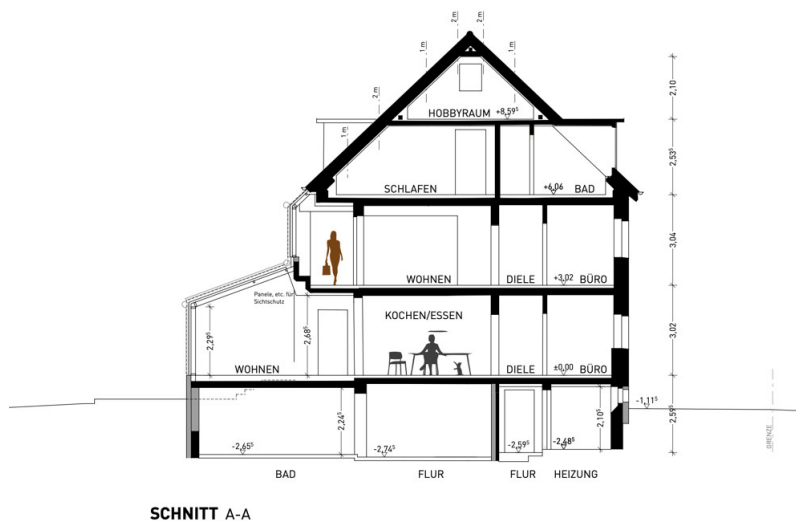 2 m
2 m
1 m
1 m
2 m
1 m
2,10
HOBBYRAUM +8,59⁵
2,53⁵
SCHLAFEN
+6,06 BAD
3,04
WOHNEN DIELE +3,02 BÜRO
Panele, etc. für
Sichtschutz
KOCHEN/ESSEN
2,29⁵
2,68⁵
3,02
WOHNEN
DIELE ±0,00 BÜRO
-1,11⁵
2,24⁵
2,10⁵
2,59⁵
-2,65⁵
-2,74⁵
-2,59⁵
-2,48⁵
GRENZE
BAD FLUR FLUR HEIZUNG
SCHNITT A-A